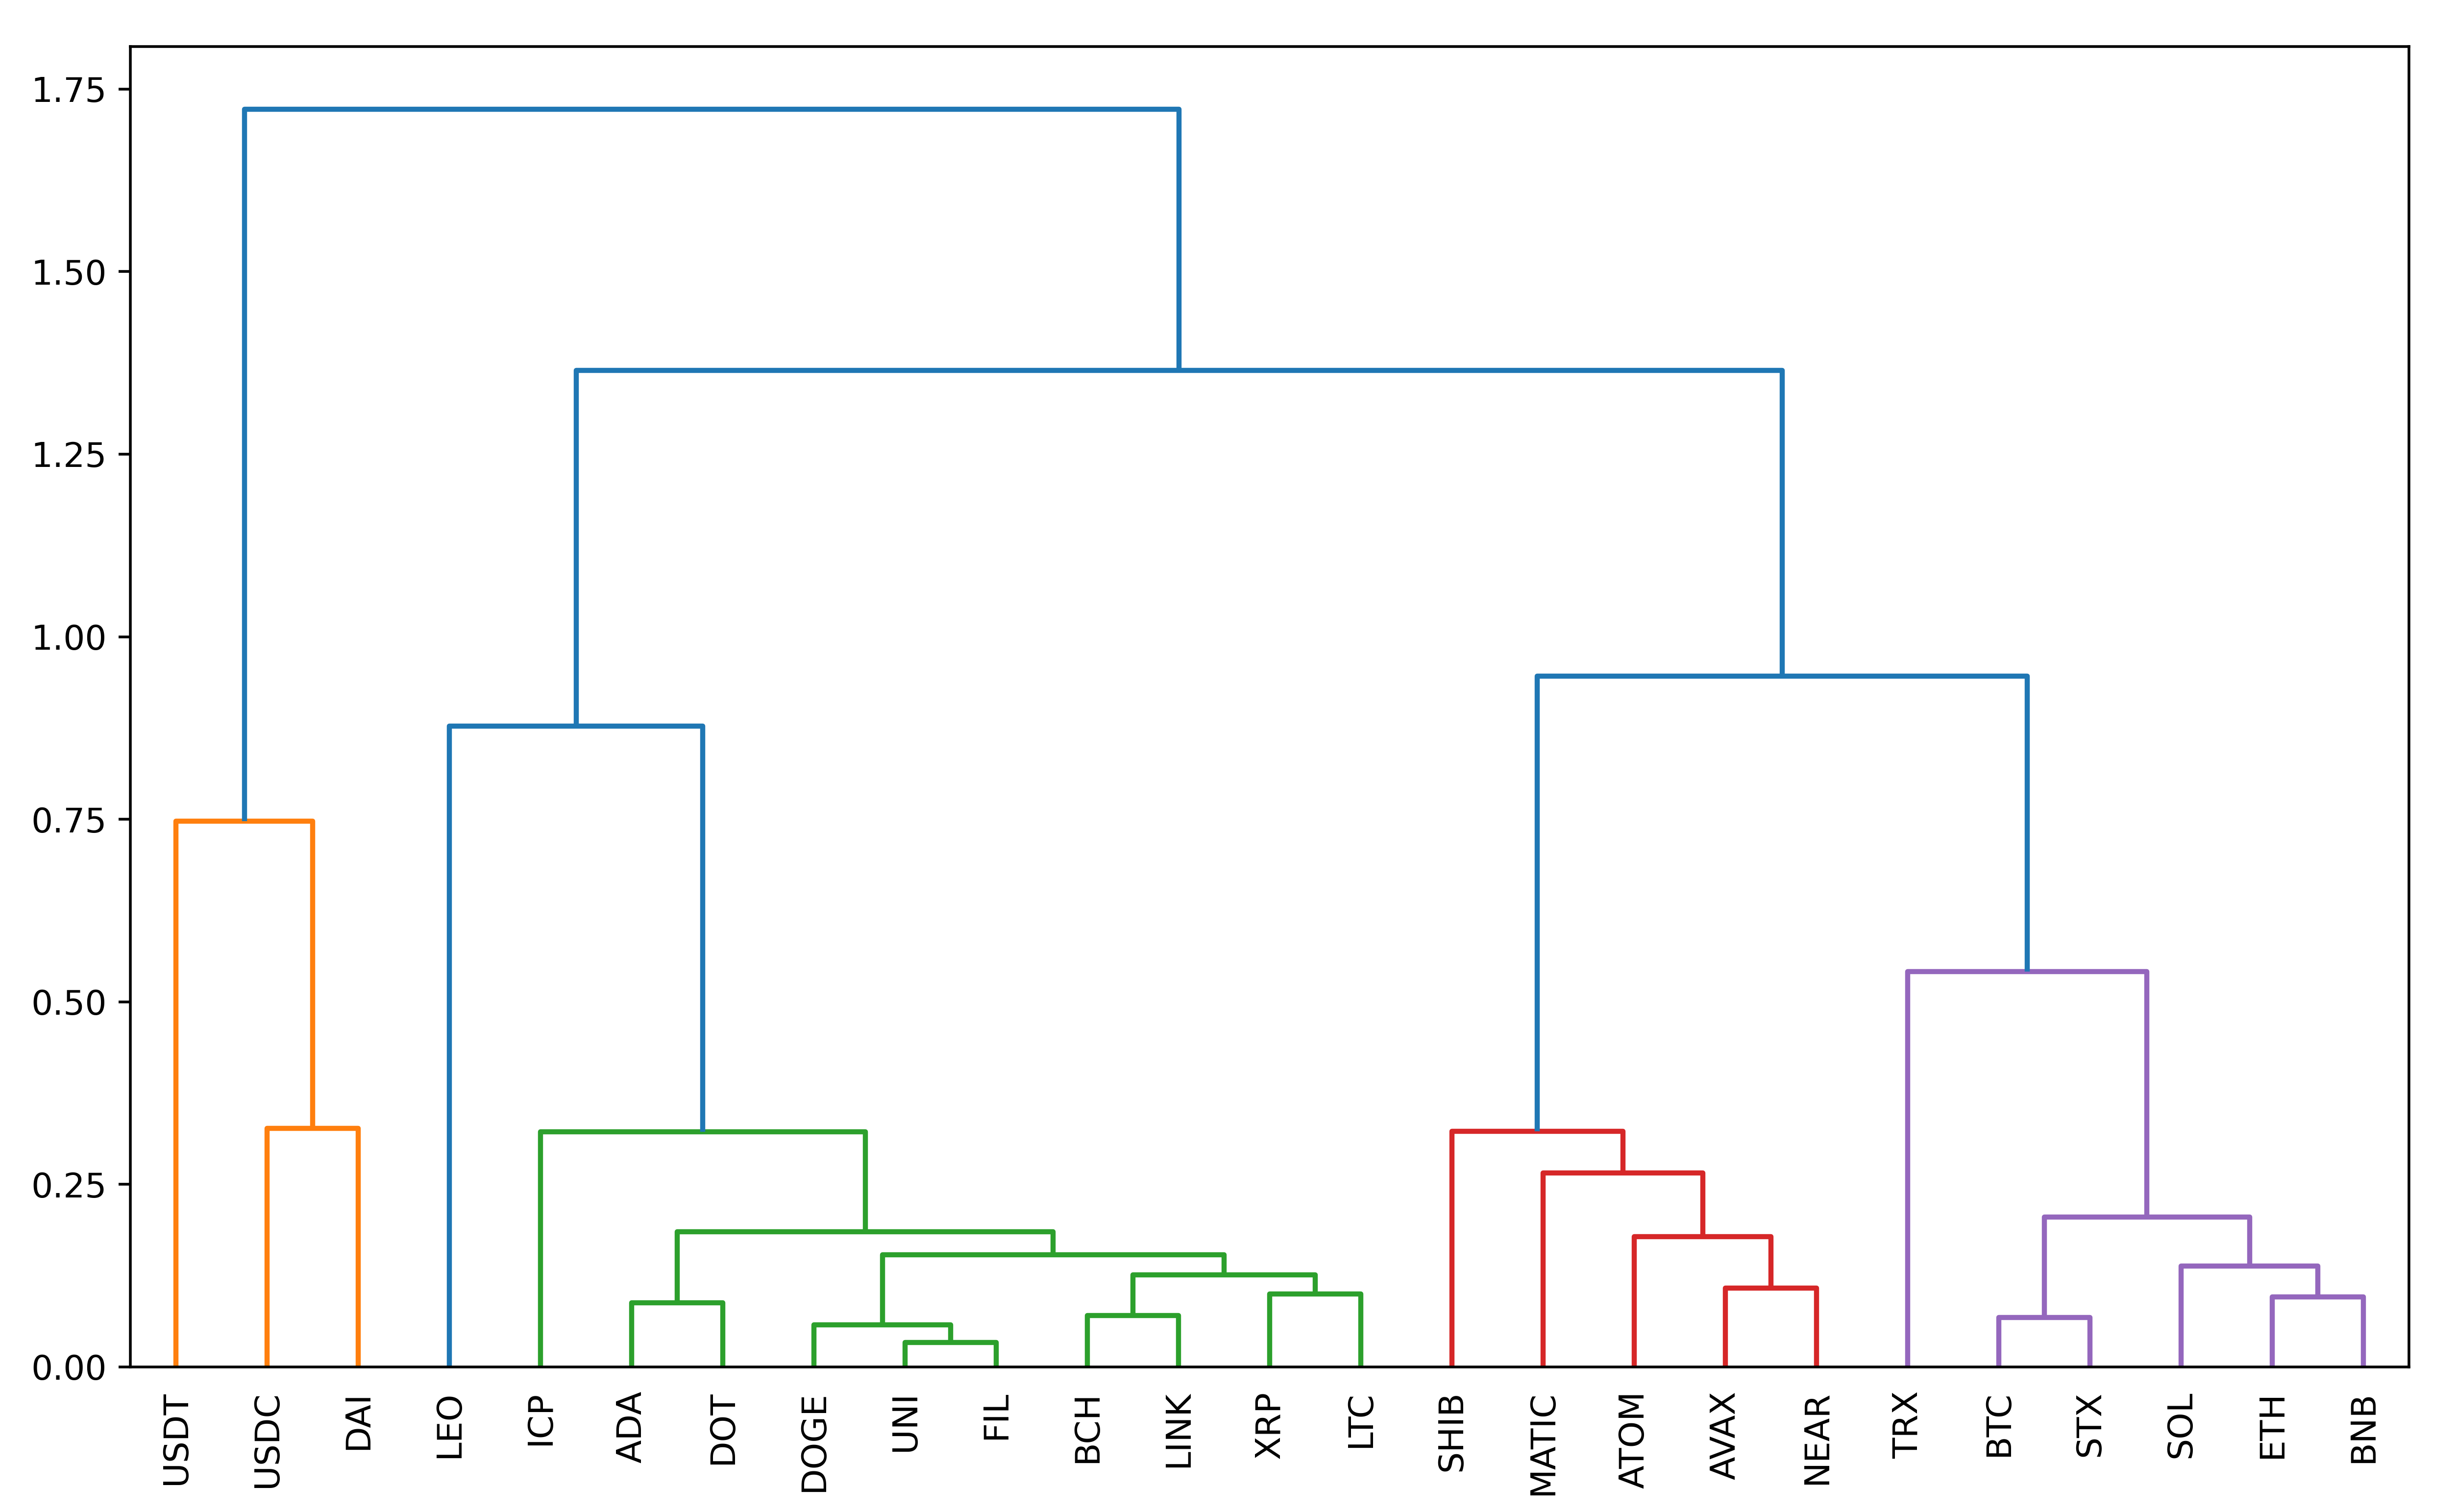 1.75
1.50
1.25
1.00
0.75
0.50
0.25
0.00
USDT
USDC
DAI
LEO
ICP
ADA
DOT
DOGE
UNI
FIL
BCH
LINK
XRP
LTC
SHIB
MATIC
ATOM
AVAX
NEAR
TRX
BTC
STX
SOL
ETH
BNB